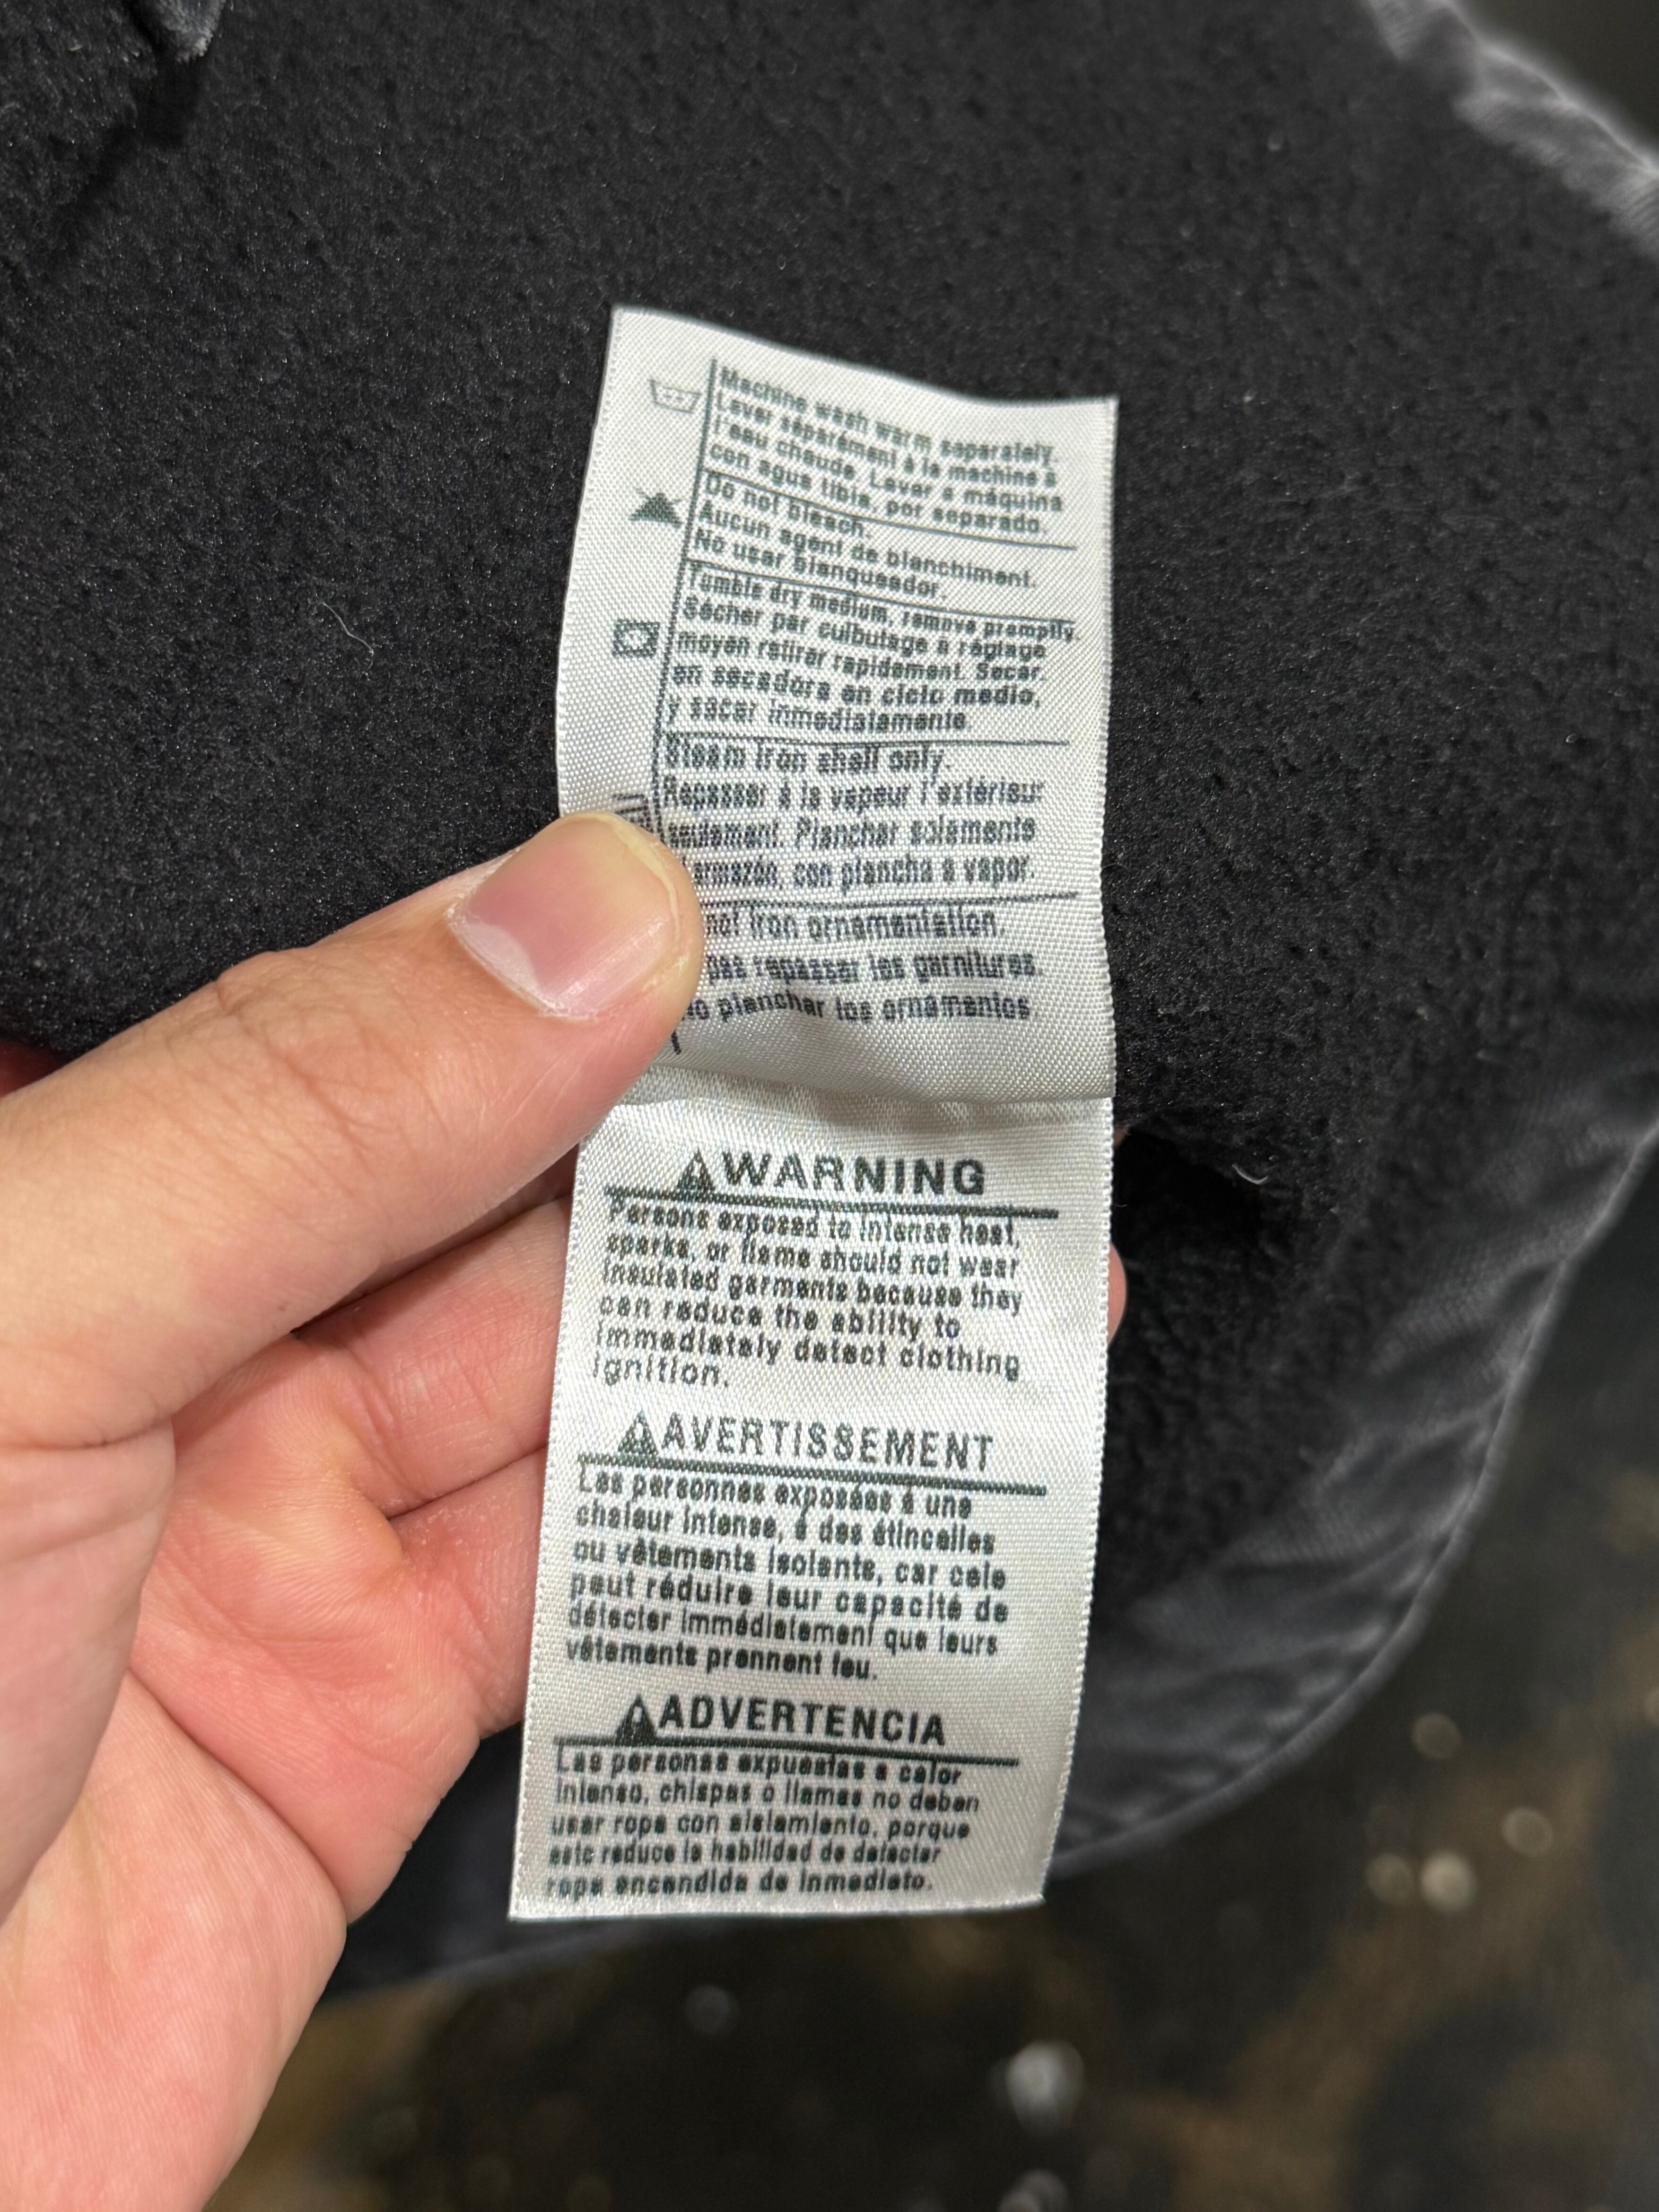 Machine wash warm separately.
Laver séparément à la machine à
l'eau chaude. Lavar a máquina
con agua tibia, por separado.
Do not bleach.
Aucun agent de blanchiment.
No usar blanqueador.
Tumble dry medium, remove promptly.
Sécher par culbutage à réglage
moyen retirer rapidement. Secar
en secadora en ciclo medio,
y sacar inmediatamente.
Steam iron shell only.
Repasser à la vapeur l'extérieur
seulement. Planchar solamente
armazón, con plancha a vapor.
not iron ornamentation.
pas repasser les garnitures.
No planchar los ornamentos
WARNING
Persons exposed to intense heat,
sparks, or flame should not wear
insulated garments because they
can reduce the ability to
immediately detect clothing
ignition.
AVERTISSEMENT
Les personnes exposées à une
chaleur intense, à des étincelles
ou vêtements isolants, car cele
peut réduire leur capacité de
détecter immédiatement que leurs
vêtements prennent feu.
ADVERTENCIA
Las personas expuestas a calor
intenso, chispas o llamas no deben
usar ropa con aislamiento, porque
este reduce la habilidad de detectar
ropa encendida de inmediato.